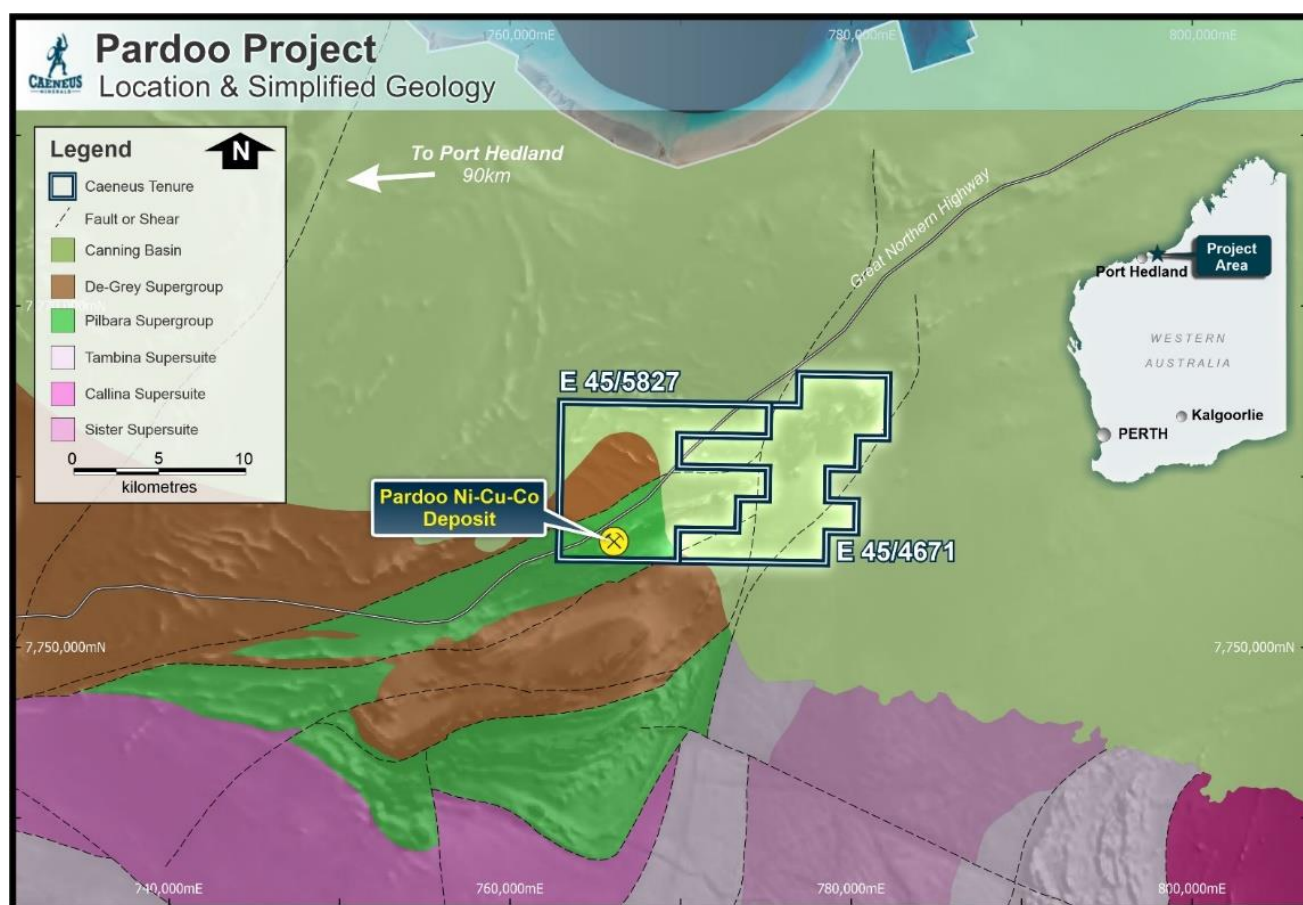 760,000mE
780,000mE
800,000mE
CAENEUS
MINERALS
Pardoo Project
Location & Simplified Geology
Legend
N
Caeneus Tenure
Fault or Shear
Canning Basin
De-Grey Supergroup
Pilbara Supergroup
Tambina Supersuite
Callina Supersuite
Sister Supersuite
0 5 10
kilometres
To Port Hedland
90km
Great Northern Highway
Project
Area
Port Hedland
WESTERN
AUSTRALIA
Kalgoorlie
PERTH
E 45/5827
Pardoo Ni-Cu-Co
Deposit
E 45/4671
7,750,000mN
7,750,000mN
740,000mE
760,000mE
780,000mE
800,000mE